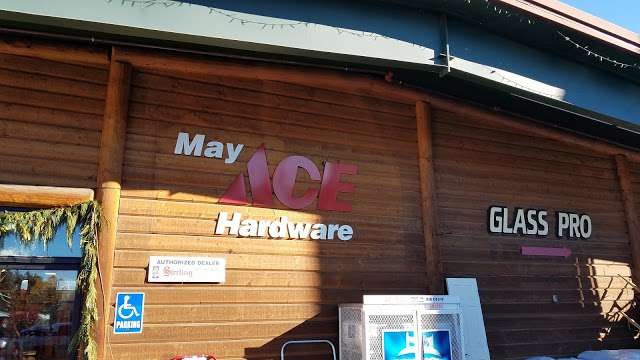 May
ACE
Hardware
GLASS PRO
AUTHORIZED DEALER
PARKING